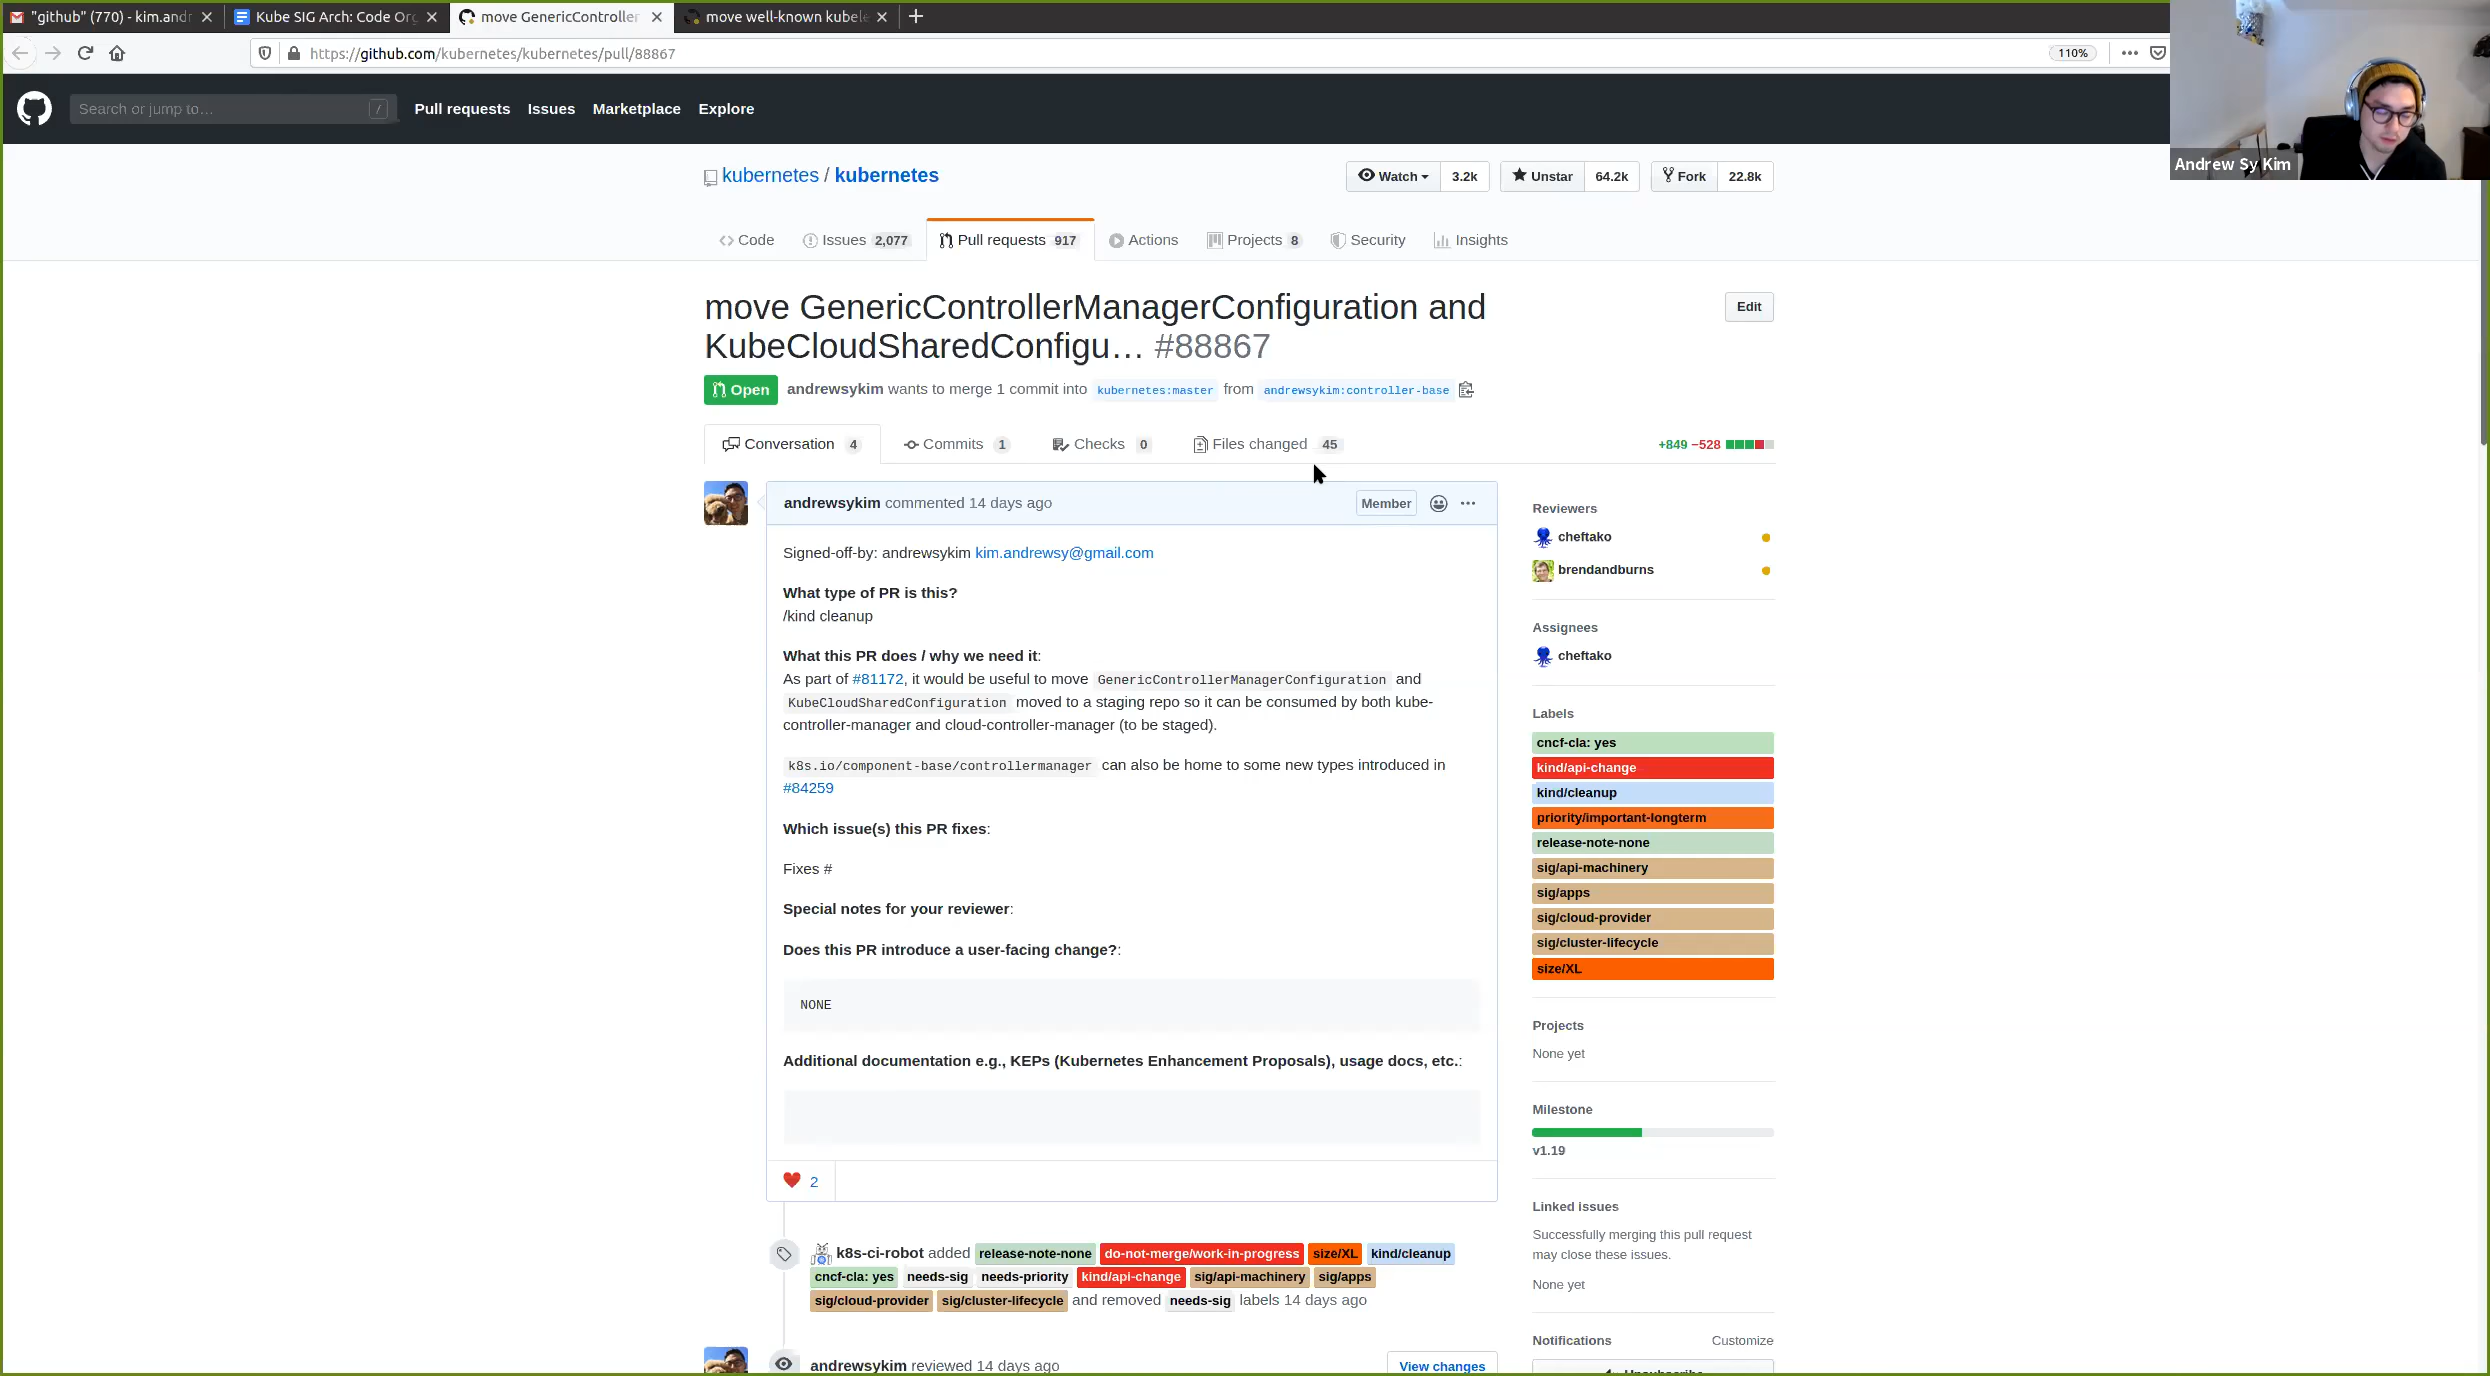 "github" (770) - kim.andr
Kube SIG Arch: Code Org
move GenericController
move well-known kubele
https://github.com/kubernetes/kubernetes/pull/88867
110%
Search or jump to...
/
Pull requests
Issues
Marketplace
Explore
Andrew Sy Kim
kubernetes / kubernetes
Watch
3.2k
Unstar
64.2k
Fork
22.8k
Code
Issues 2,077
Pull requests 917
Actions
Projects 8
Security
Insights
move GenericControllerManagerConfiguration and
KubeCloudSharedConfigu… #88867
Edit
Open
andrewsykim wants to merge 1 commit into kubernetes:master from andrewsykim:controller-base
Conversation 4
Commits 1
Checks 0
Files changed 45
+849 −528
andrewsykim commented 14 days ago
Member
Signed-off-by: andrewsykim kim.andrewsy@gmail.com
What type of PR is this?
/kind cleanup
What this PR does / why we need it:
As part of #81172, it would be useful to move GenericControllerManagerConfiguration and
KubeCloudSharedConfiguration moved to a staging repo so it can be consumed by both kube-
controller-manager and cloud-controller-manager (to be staged).
k8s.io/component-base/controllermanager can also be home to some new types introduced in
#84259
Which issue(s) this PR fixes:
Fixes #
Special notes for your reviewer:
Does this PR introduce a user-facing change?:
NONE
Additional documentation e.g., KEPs (Kubernetes Enhancement Proposals), usage docs, etc.:
2
k8s-ci-robot added release-note-none do-not-merge/work-in-progress size/XL kind/cleanup
cncf-cla: yes needs-sig needs-priority kind/api-change sig/api-machinery sig/apps
sig/cloud-provider sig/cluster-lifecycle and removed needs-sig labels 14 days ago
andrewsykim reviewed 14 days ago
View changes
Reviewers
cheftako
brendandburns
Assignees
cheftako
Labels
cncf-cla: yes
kind/api-change
kind/cleanup
priority/important-longterm
release-note-none
sig/api-machinery
sig/apps
sig/cloud-provider
sig/cluster-lifecycle
size/XL
Projects
None yet
Milestone
v1.19
Linked issues
Successfully merging this pull request
may close these issues.
None yet
Notifications
Customize